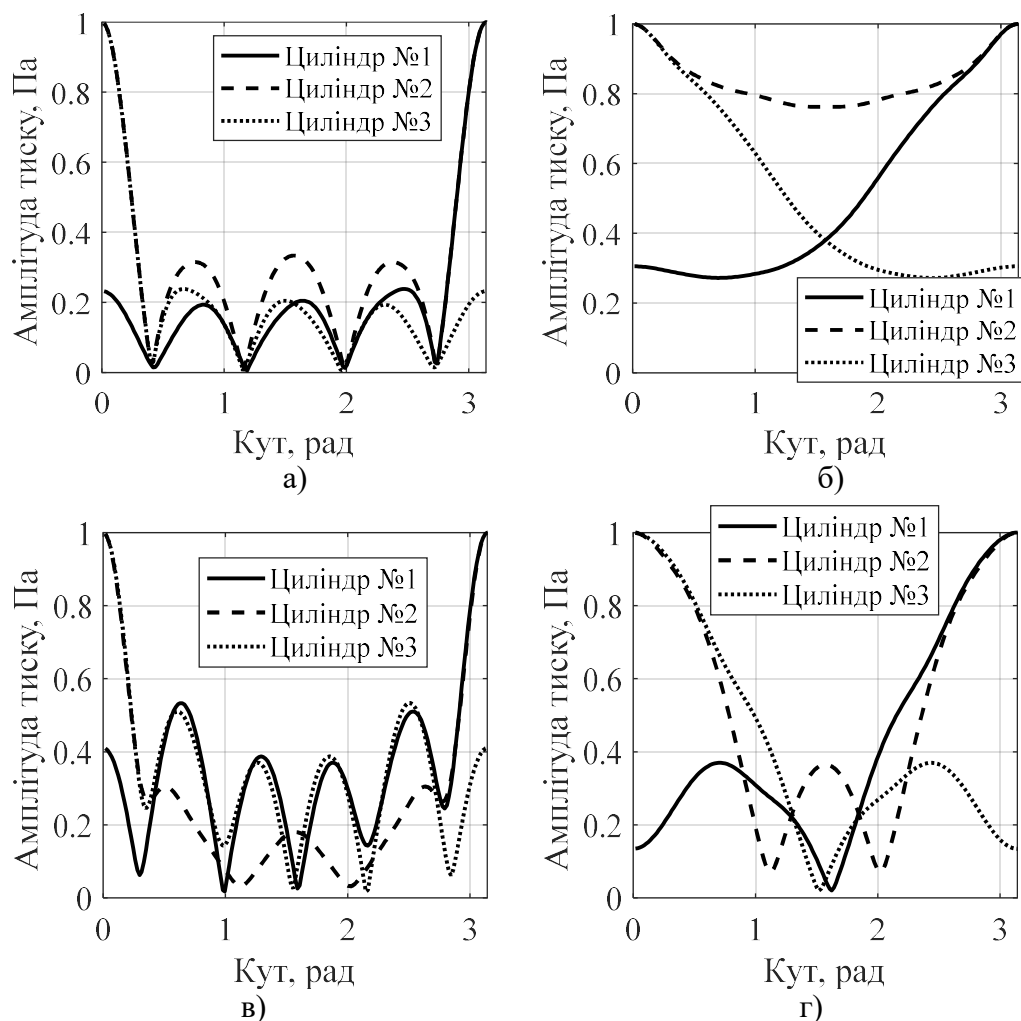 Амплітуда тиску, Па
1
0.8
0.6
0.4
0.2
0
0 1 2 3
Циліндр №1
Циліндр №2
Циліндр №3
Кут, рад
а)
Амплітуда тиску, Па
1
0.8
0.6
0.4
0.2
0
0 1 2 3
Циліндр №1
Циліндр №2
Циліндр №3
Кут, рад
б)
Амплітуда тиску, Па
1
0.8
0.6
0.4
0.2
0
0 1 2 3
Циліндр №1
Циліндр №2
Циліндр №3
Кут, рад
в)
Амплітуда тиску, Па
1
0.8
0.6
0.4
0.2
0
0 1 2 3
Циліндр №1
Циліндр №2
Циліндр №3
Кут, рад
г)